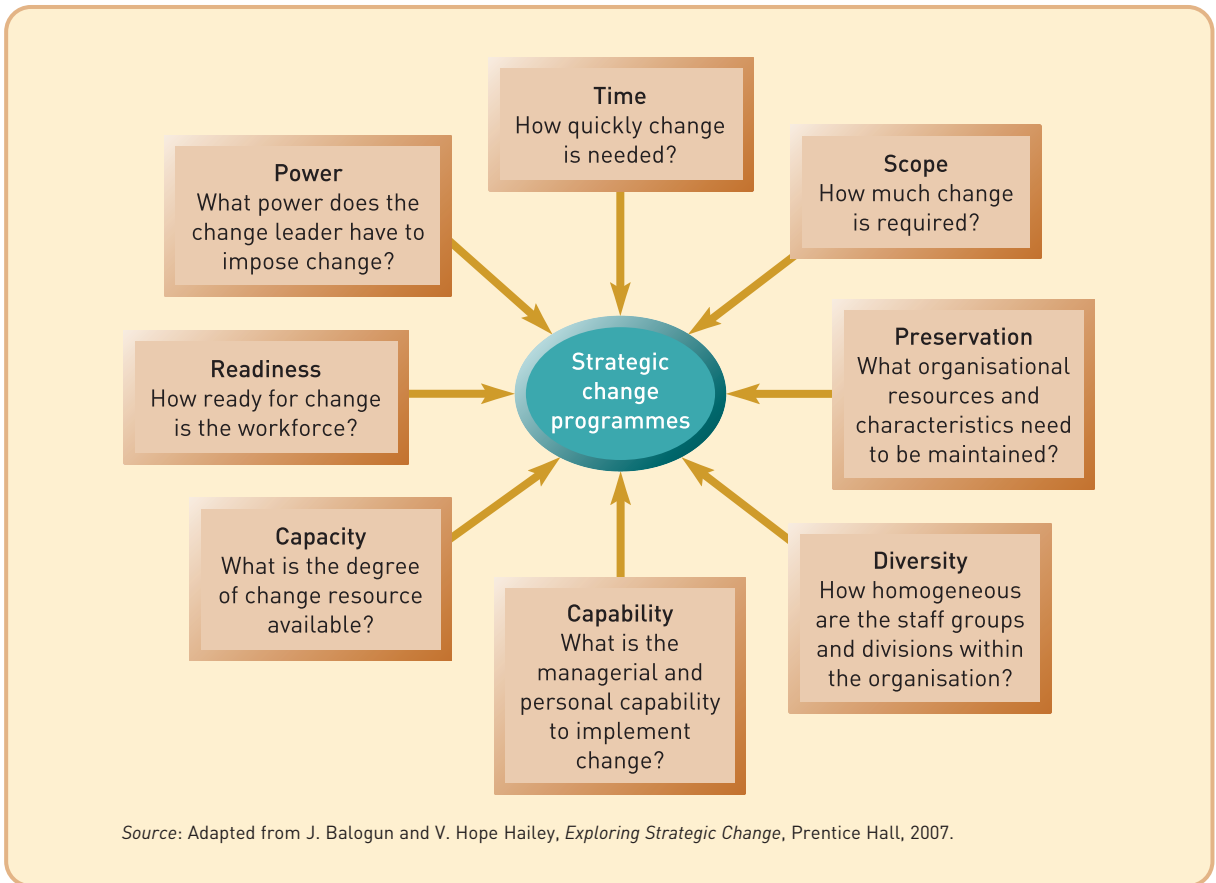 Time
How quickly change
is needed?
Scope
How much change
is required?
Preservation
What organisational
resources and
characteristics need
to be maintained?
Diversity
How homogeneous
are the staff groups
and divisions within
the organisation?
Capability
What is the
managerial and
personal capability
to implement
change?
Capacity
What is the degree
of change resource
available?
Readiness
How ready for change
is the workforce?
Power
What power does the
change leader have to
impose change?
Strategic
change
programmes
Source: Adapted from J. Balogun and V. Hope Hailey, Exploring Strategic Change, Prentice Hall, 2007.